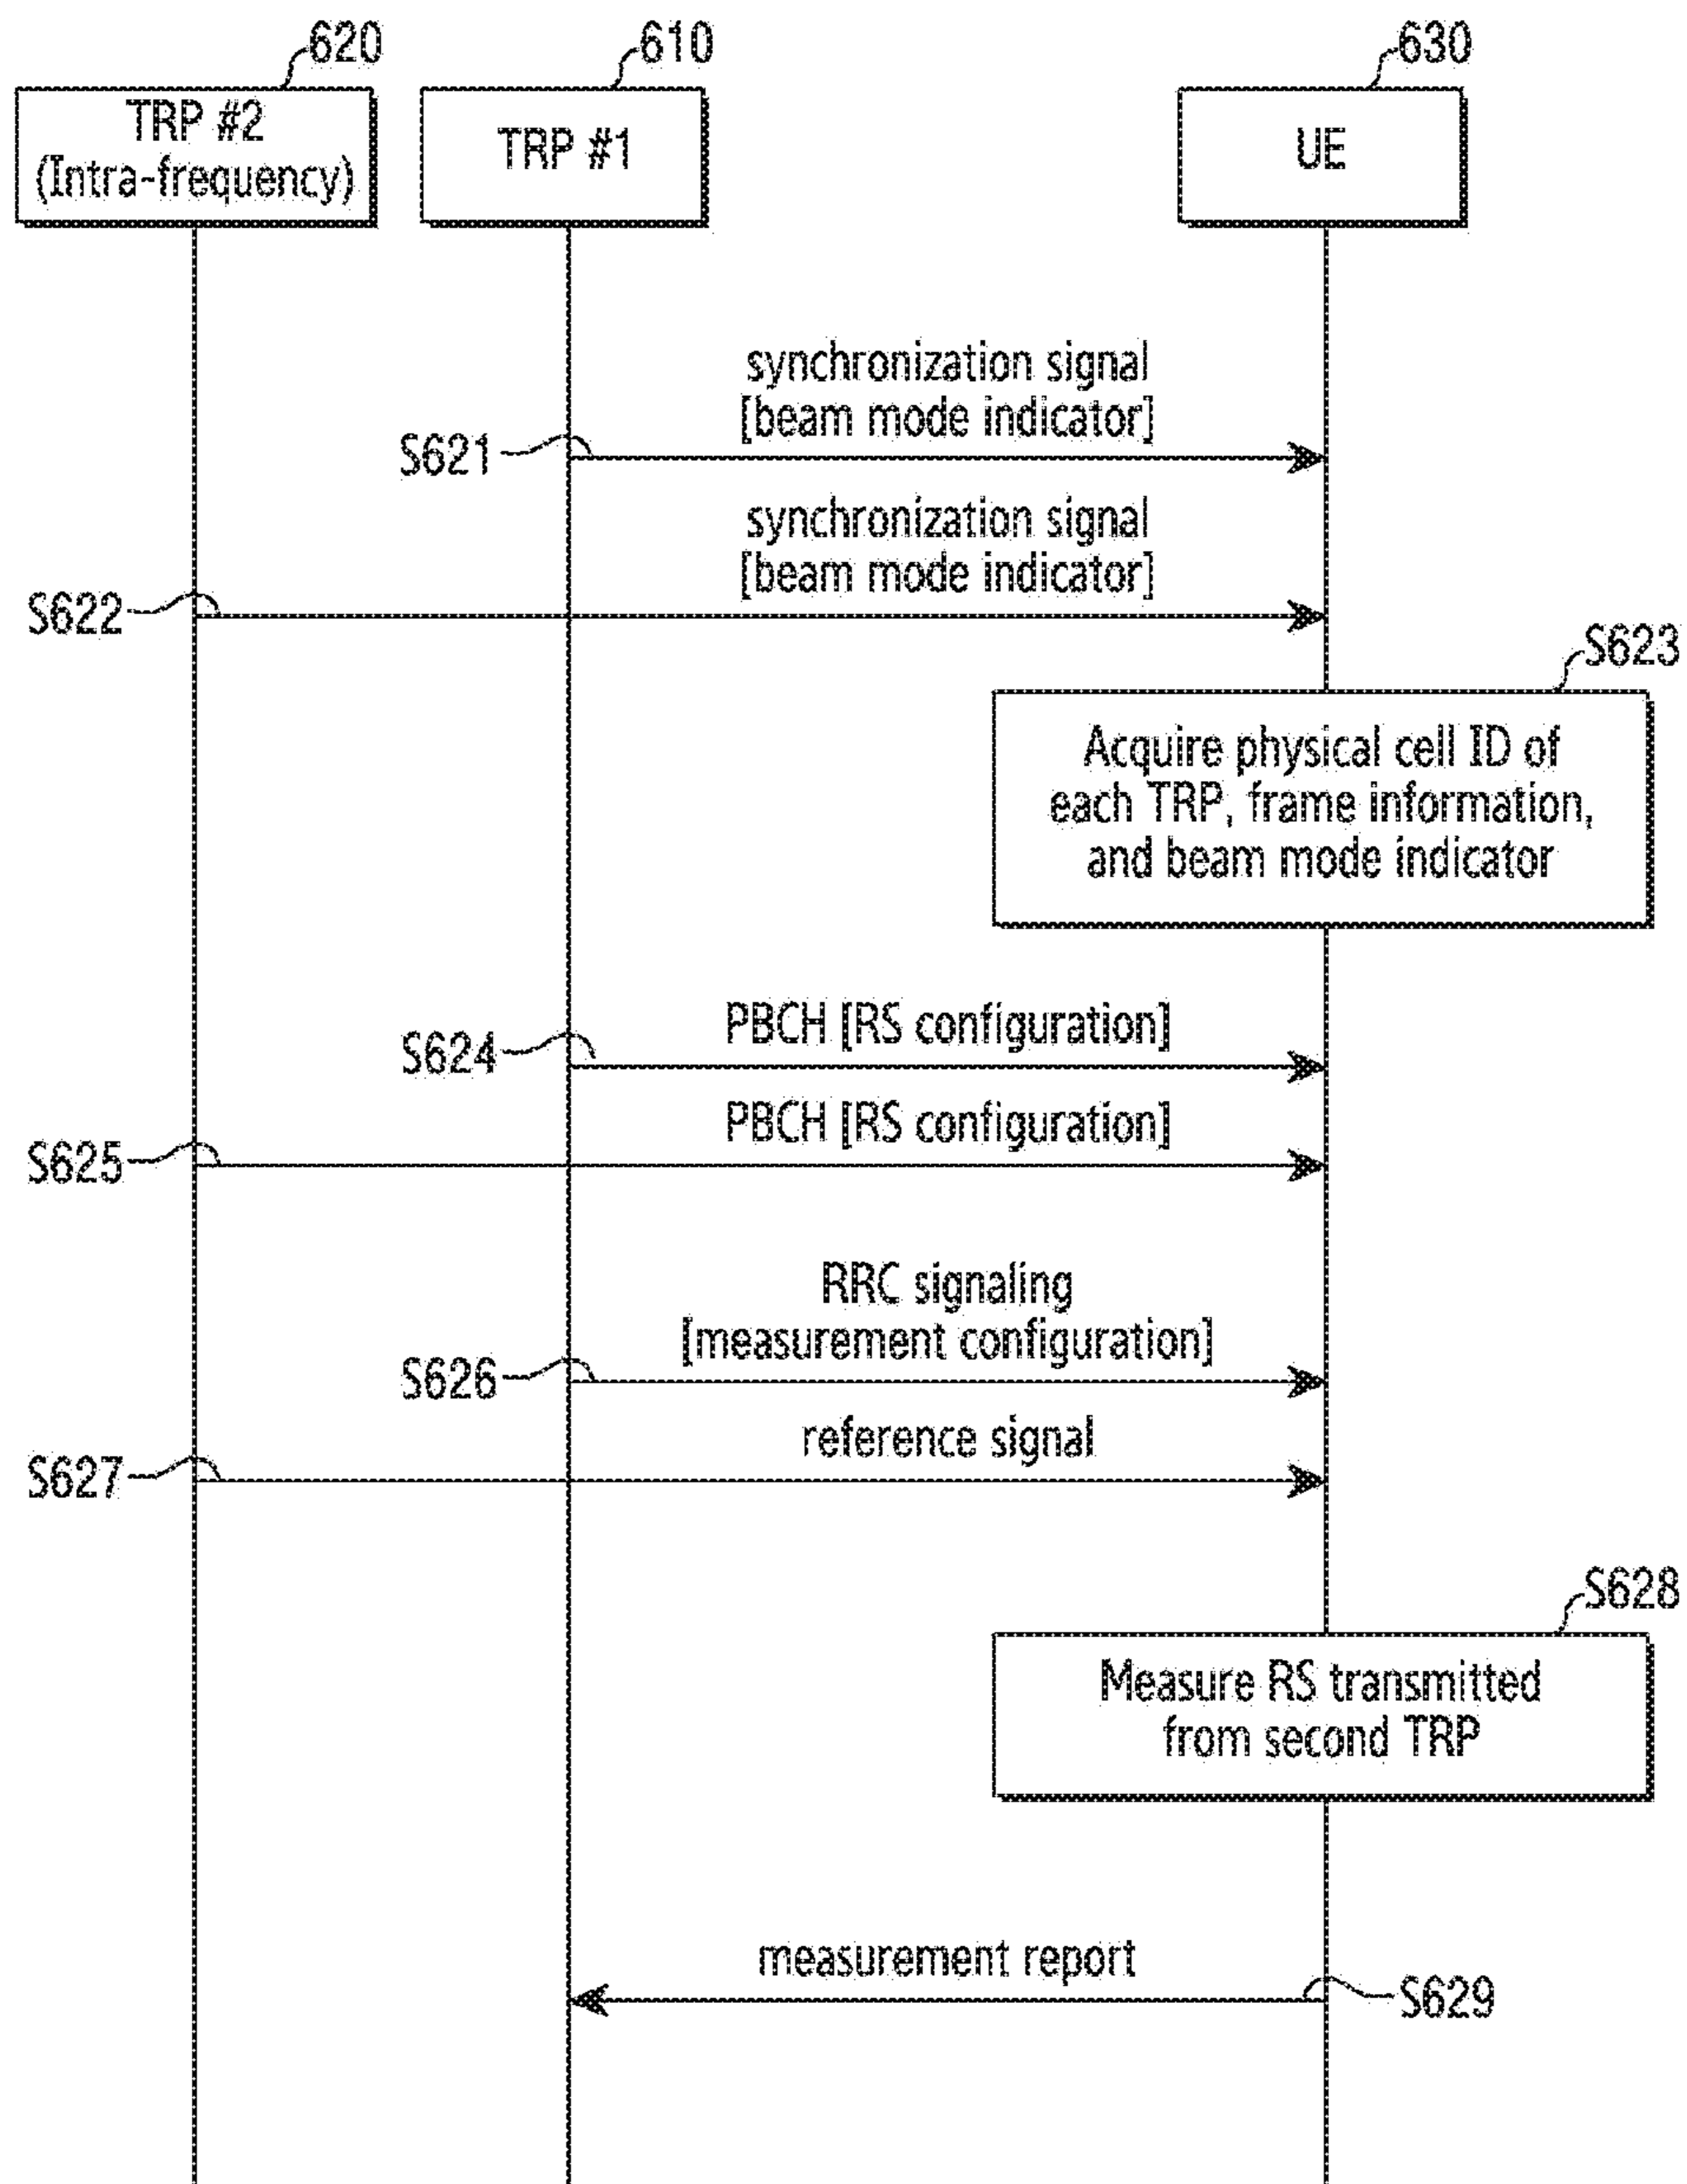 620
610
630
TRP #2
(Intra-frequency)
TRP #1
UE
synchronization signal
[beam mode indicator]
S621
synchronization signal
[beam mode indicator]
S622
S623
Acquire physical cell ID of
each TRP, frame information,
and beam mode indicator
PBCH [RS configuration]
S624
PBCH [RS configuration]
S625
RRC signaling
[measurement configuration]
S626
reference signal
S627
S628
Measure RS transmitted
from second TRP
measurement report
S629